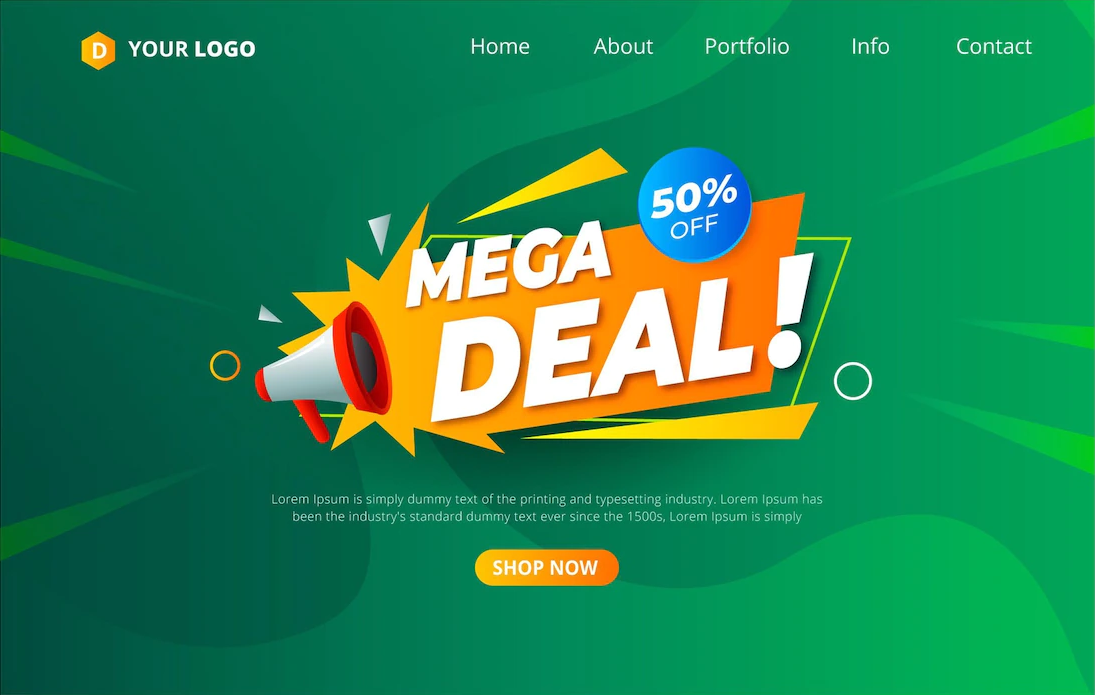 D YOUR LOGO
Home About Portfolio Info Contact
50%
OFF
MEGA
DEAL!
Lorem Ipsum is simply dummy text of the printing and typesetting industry. Lorem Ipsum has
been the industry's standard dummy text ever since the 1500s, Lorem Ipsum is simply
SHOP NOW